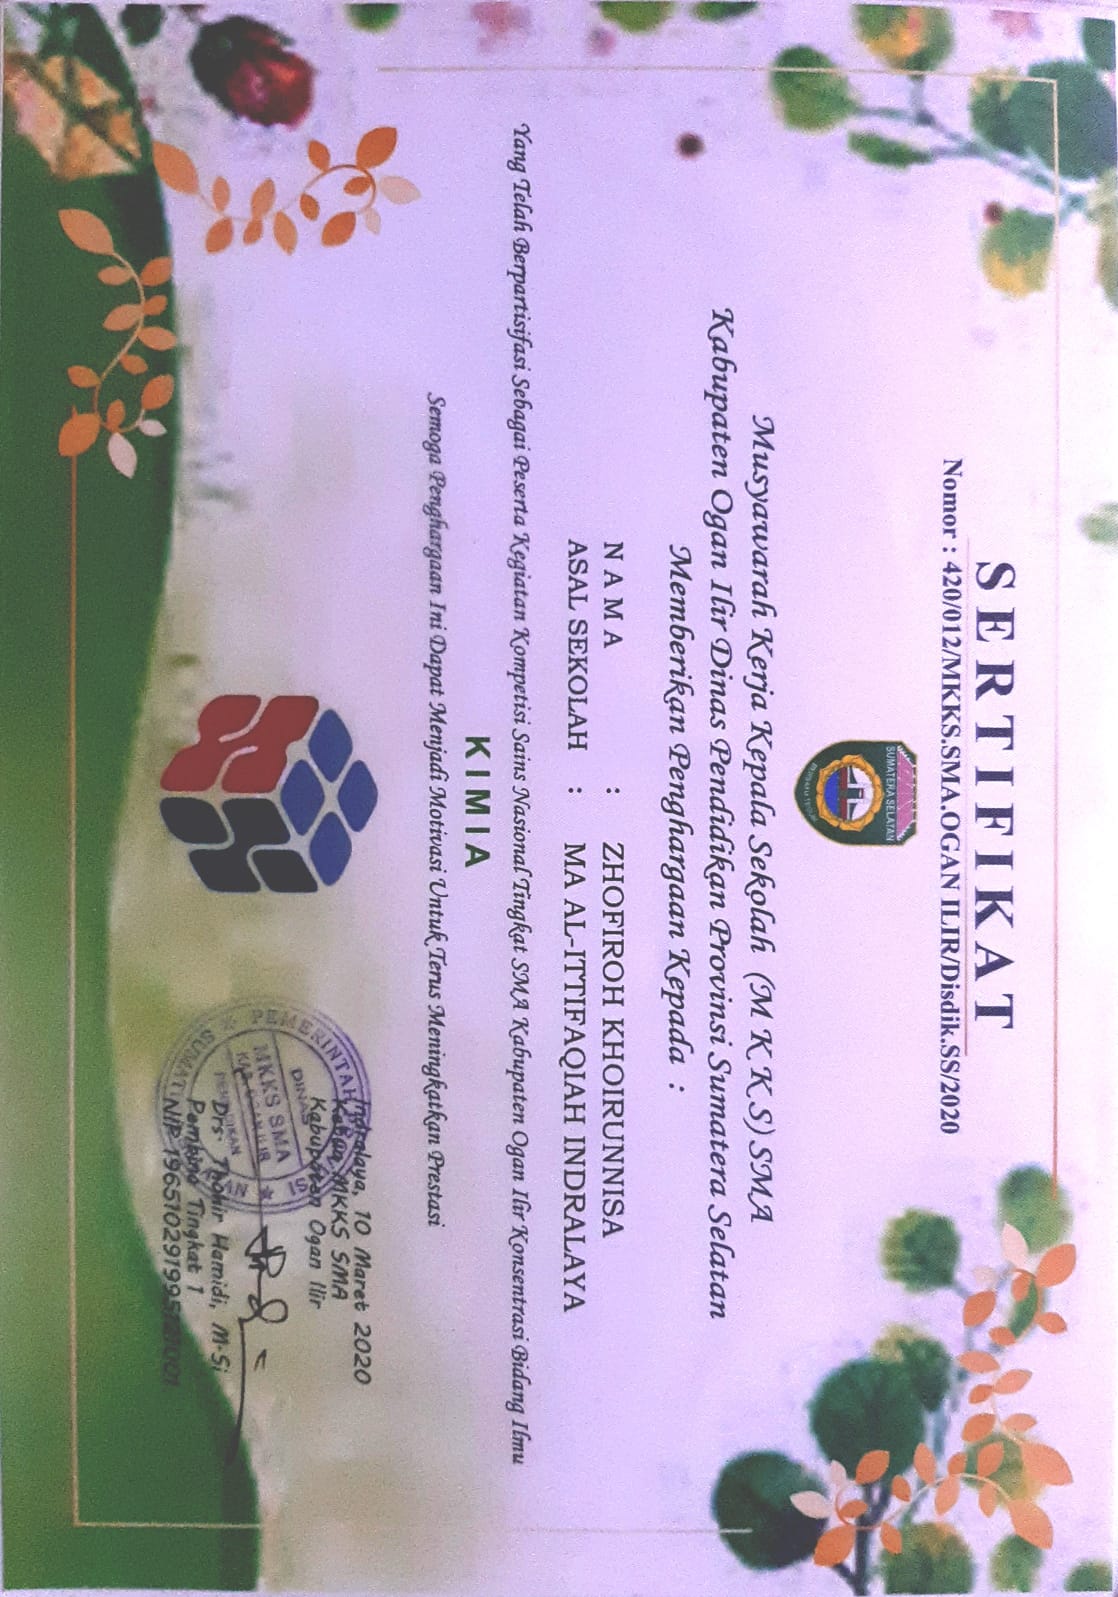 SERTIFIKAT
Nomor : 420/012/MKKS.SMA.OGAN ILIR/Disdik.SS/2020
SUMATERA SELATAN
Musyawarah Kerja Kepala Sekolah (M K K S) SMA
Kabupaten Ogan Ilir Dinas Pendidikan Provinsi Sumatera Selatan
Memberikan Penghargaan Kepada :
N A M A : ZHOFIROH KHOIRUNNISA
ASAL SEKOLAH : MA AL-ITTIFAQIAH INDRALAYA
Yang Telah Berpartisifasi Sebagai Peserta Kegiatan Kompetisi Sains Nasional Tingkat SMA Kabupaten Ogan Ilir Konsentrasi Bidang Ilmu
KIMIA
Semoga Penghargaan Ini Dapat Menjadi Motivasi Untuk Terus Meningkatkan Prestasi
Indralaya, 10 Maret 2020
Ketua MKKS SMA
Kabupaten Ogan Ilir
PEMERINTAH PROVINSI
DINAS
MKKS SMA
KAB. OGAN ILIR
PENDIDIKAN
Drs. Thohir Hamidi, M.Si
Pembina Tingkat 1
NIP 196510291995121001